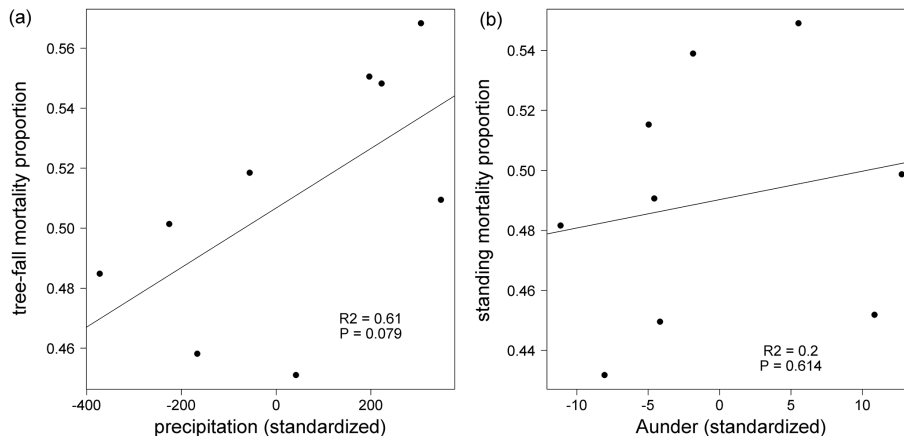 (a)
tree-fall mortality proportion
0.56
0.54
0.52
0.50
0.48
0.46
R2 = 0.61
P = 0.079
-400
-200
0
200
precipitation (standardized)
(b)
standing mortality proportion
0.54
0.52
0.50
0.48
0.46
0.44
R2 = 0.2
P = 0.614
-10
-5
0
5
10
Aunder (standardized)